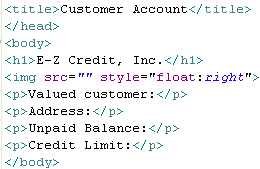 <title>Customer Account</title>
</head>
<body>
<h1>E-Z Credit, Inc.</h1>
<img src="" style="float:right">
<p>Valued customer:</p>
<p>Address:</p>
<p>Unpaid Balance:</p>
<p>Credit Limit:</p>
</body>